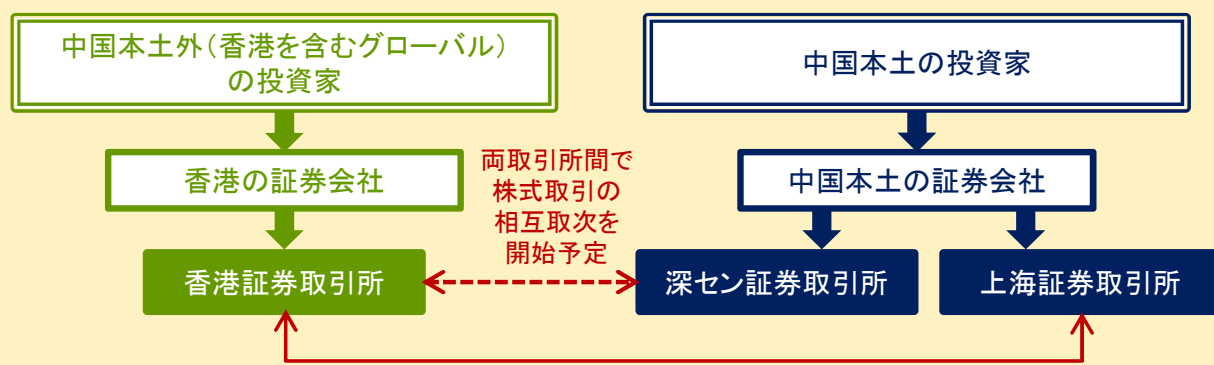 中国本土外(香港を含むグローバル)
の投資家
中国本土の投資家
香港の証券会社
両取引所間で
株式取引の
相互取次を
開始予定
中国本土の証券会社
香港証券取引所
深セン証券取引所
上海証券取引所